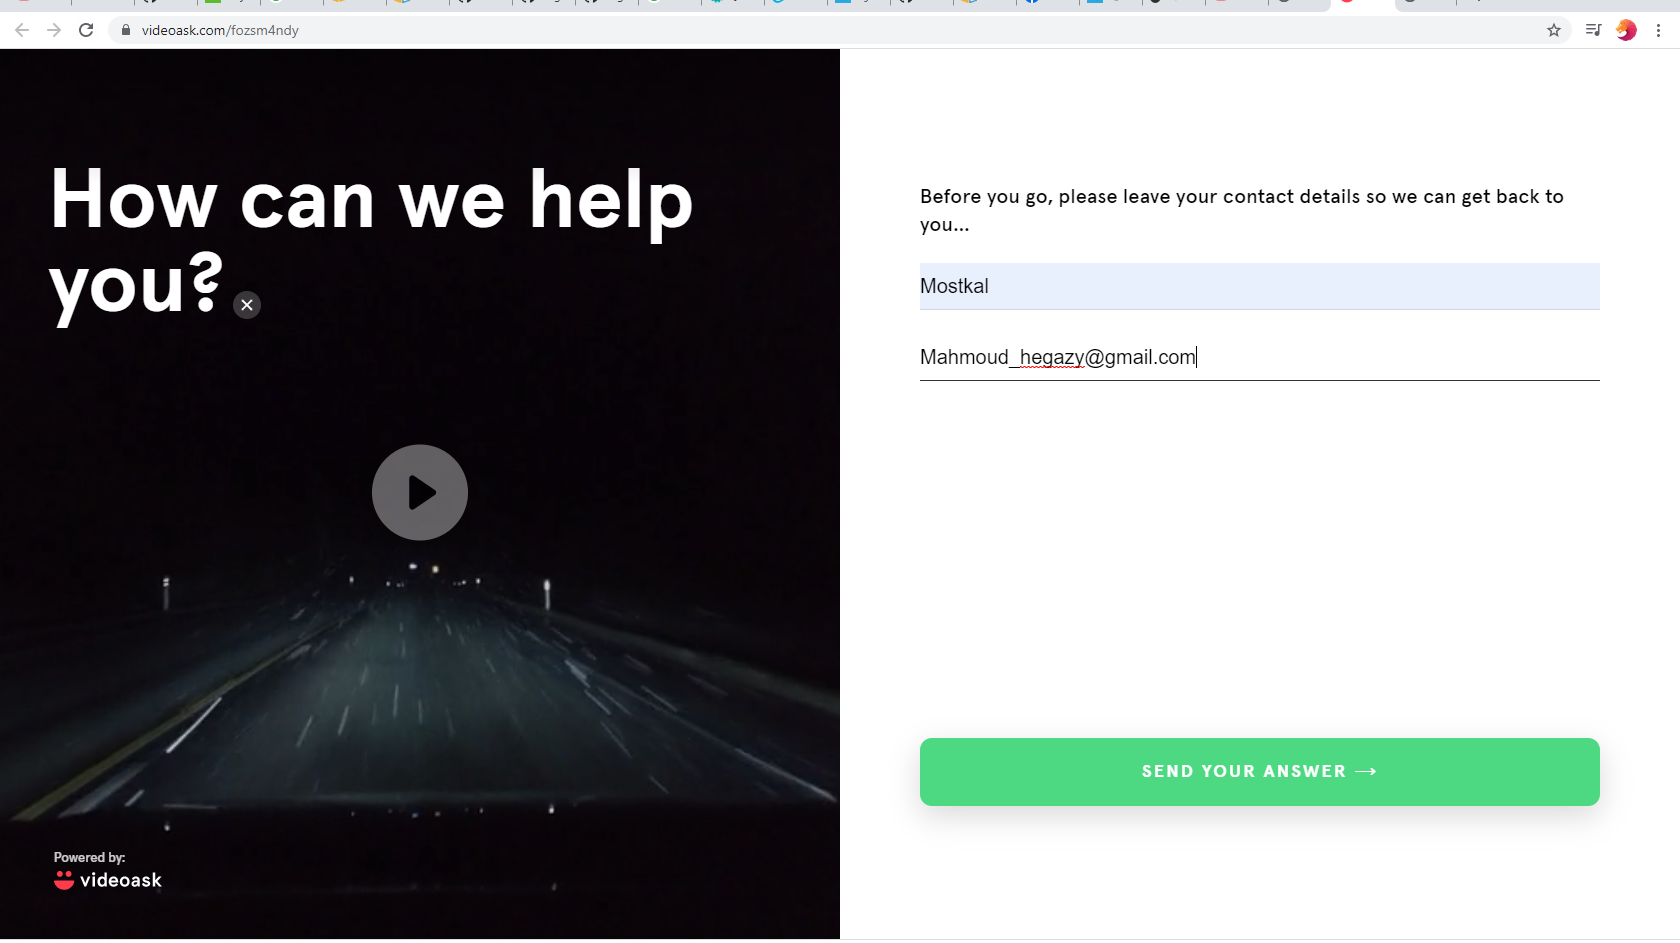 videoask.com/fozsm4ndy
How can we help
you?
Before you go, please leave your contact details so we can get back to
you...
Mostkal
Mahmoud_hegazy@gmail.com
SEND YOUR ANSWER →
Powered by:
videoask